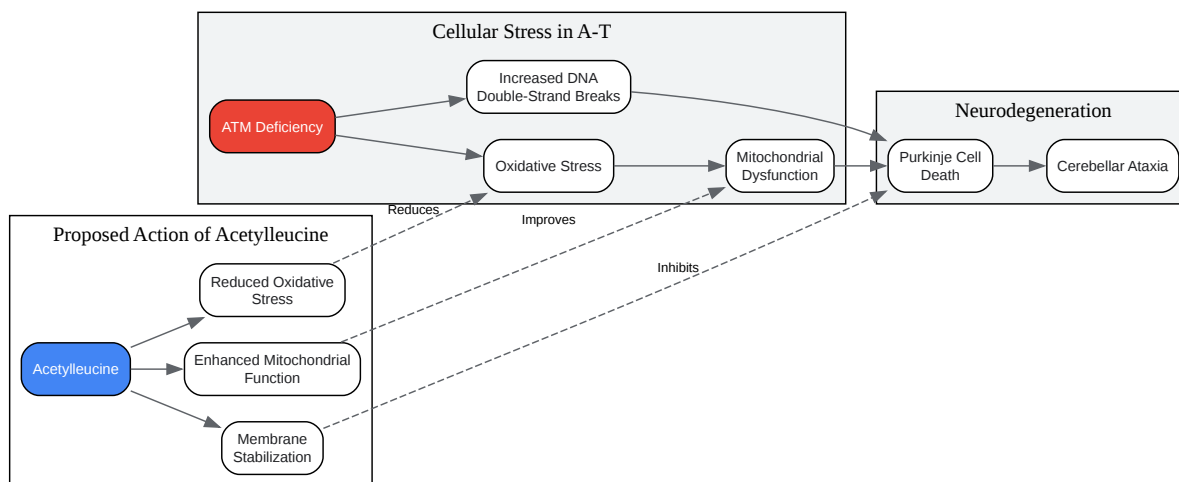 Cellular Stress in A-T
Increased DNA
Double-Strand Breaks
ATM Deficiency
Oxidative Stress
Mitochondrial
Dysfunction
Neurodegeneration
Purkinje Cell
Death
Cerebellar Ataxia
Reduces
Improves
Inhibits
Proposed Action of Acetylleucine
Reduced Oxidative
Stress
Acetylleucine
Enhanced Mitochondrial
Function
Membrane
Stabilization